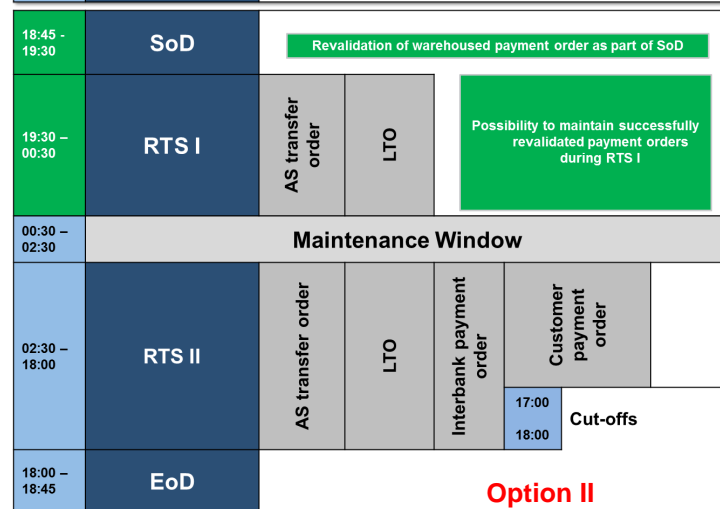 18:45 -
19:30
SoD
Revalidation of warehoused payment order as part of SoD
19:30 –
00:30
RTS I
AS transfer
order
LTO
Possibility to maintain successfully
revalidated payment orders
during RTS I
00:30 –
02:30
Maintenance Window
02:30 –
18:00
RTS II
AS transfer order
LTO
Interbank payment
order
Customer
payment
order
17:00
18:00
Cut-offs
18:00 –
18:45
EoD
Option II